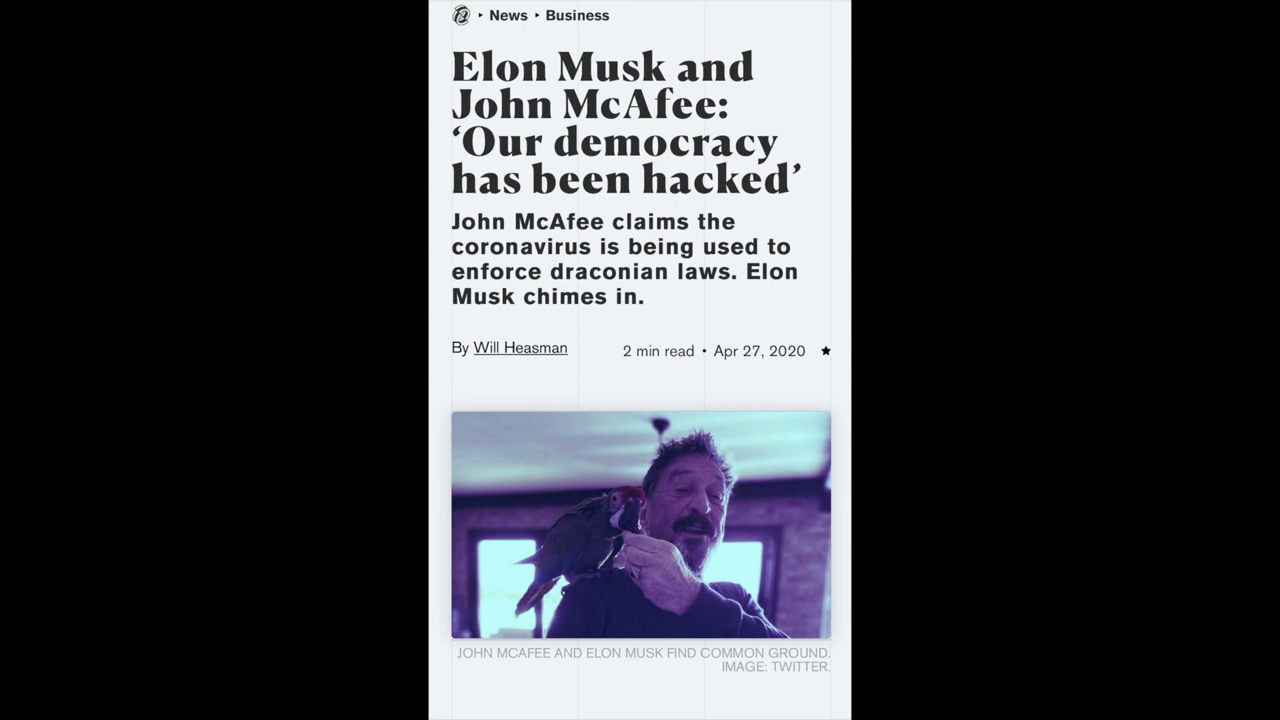 News ‣ Business
Elon Musk and
John McAfee:
‘Our democracy
has been hacked’
John McAfee claims the
coronavirus is being used to
enforce draconian laws. Elon
Musk chimes in.
By Will Heasman
2 min read • Apr 27, 2020
JOHN MCAFEE AND ELON MUSK FIND COMMON GROUND.
IMAGE: TWITTER.